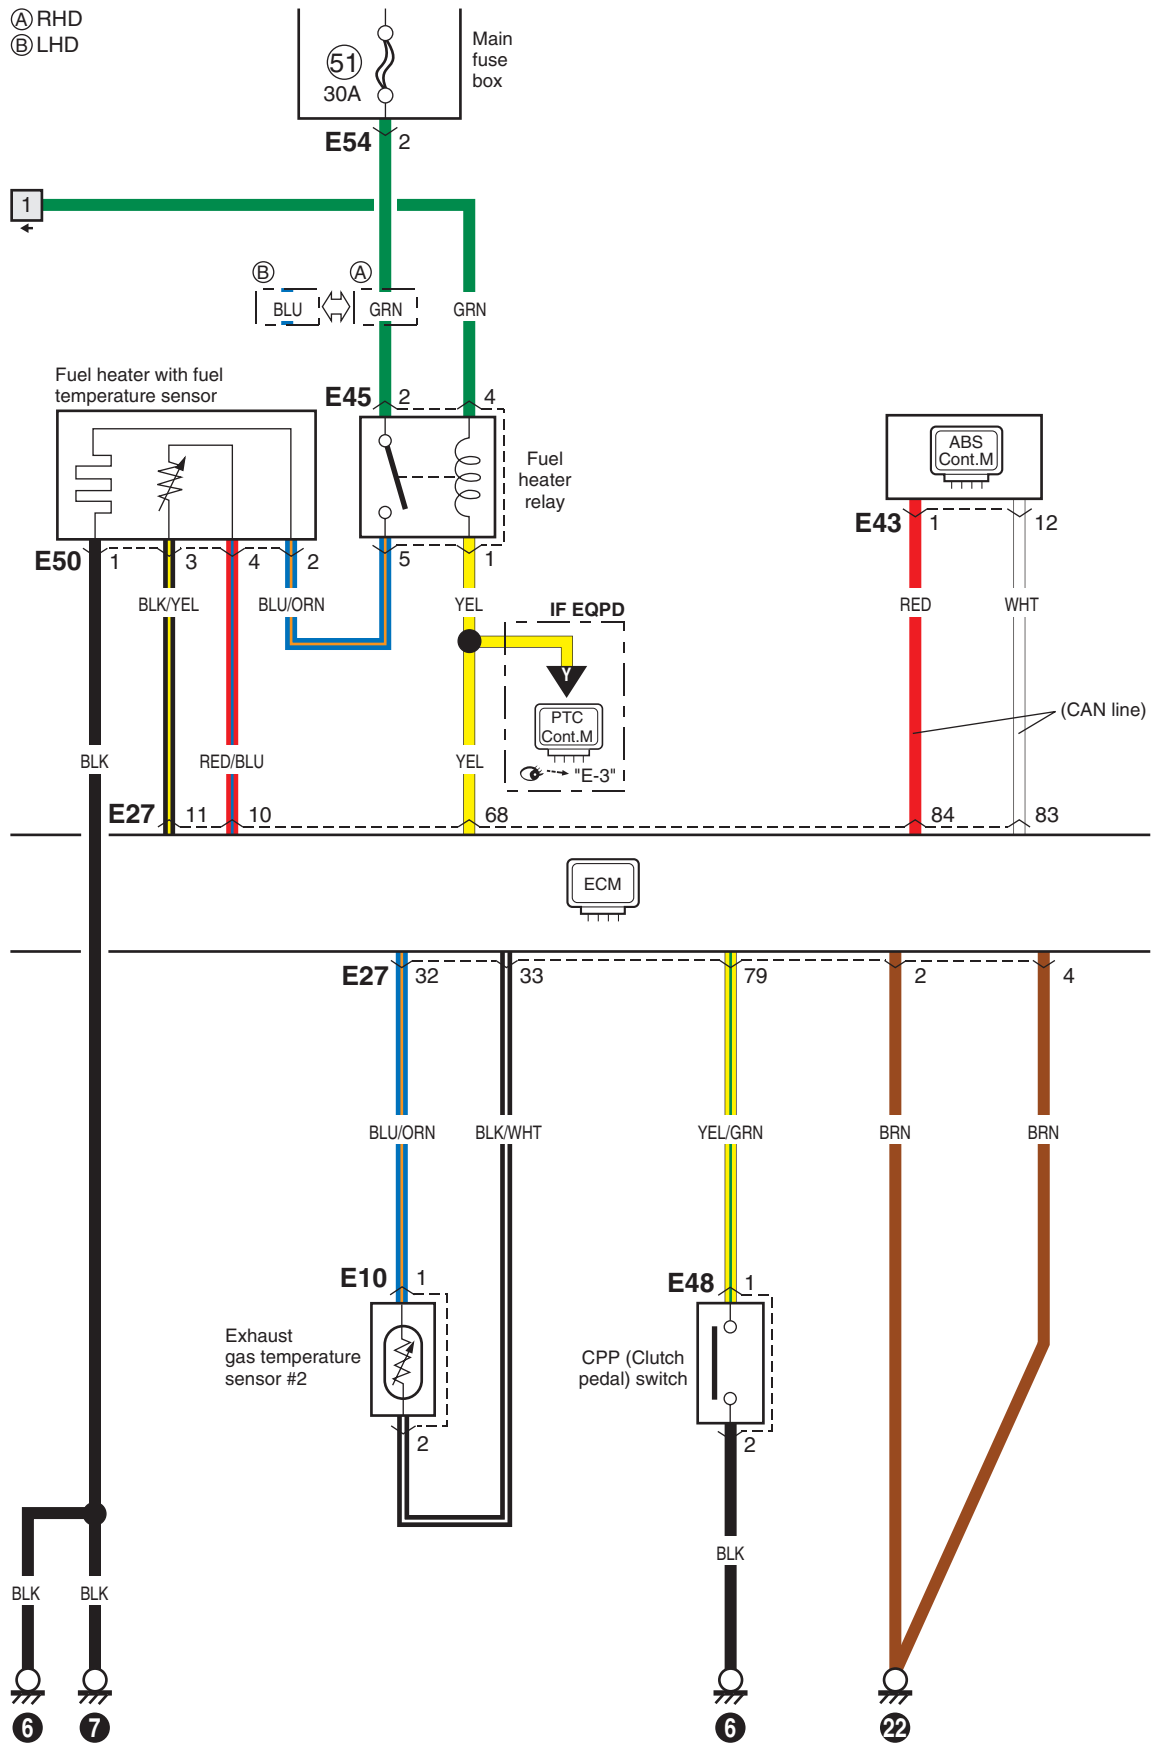 A RHD
B LHD
51
30A
Main
fuse
box
E54 2
1
B
A
BLU
GRN
GRN
Fuel heater with fuel
temperature sensor
E45 2 4
Fuel
heater
relay
ABS
Cont.M
E43 1 12
E50 1 3 4 2 5 1
BLK/YEL
BLU/ORN
YEL
IF EQPD
RED
WHT
Y
PTC
Cont.M
"E-3"
(CAN line)
BLK
RED/BLU
YEL
E27 11 10 68 84 83
ECM
E27 32 33 79 2 4
BLU/ORN
BLK/WHT
YEL/GRN
BRN
BRN
E10 1
E48 1
Exhaust
gas temperature
sensor #2
CPP (Clutch
pedal) switch
2
2
BLK
BLK
BLK
6
7
6
22